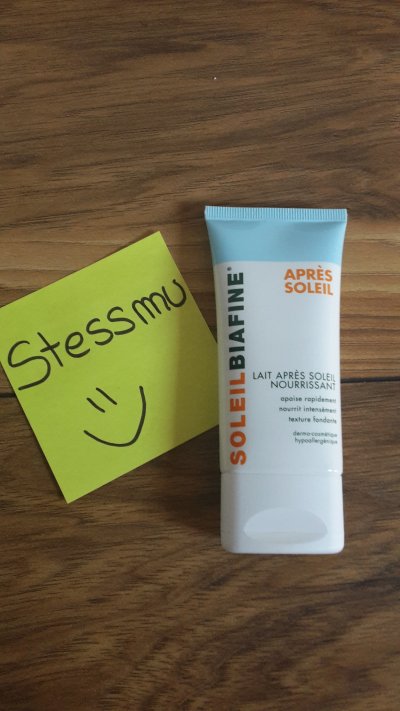 Stessmu
SOLEILBIAFINE®
APRÈS
SOLEIL
LAIT APRÈS SOLEIL
NOURRISSANT
apaise rapidement
nourrit intensément
texture fondante
dermo-cosmétique
hypoallergénique